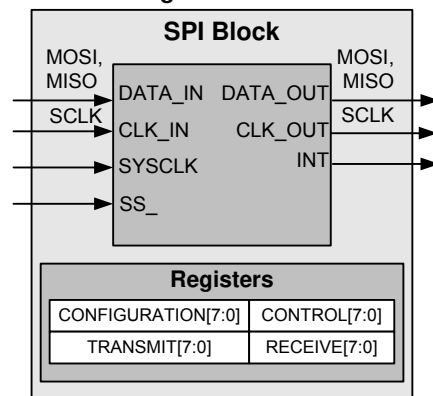 SPI Block
MOSI,
MISO
MOSI,
MISO
DATA_IN DATA_OUT
SCLK
SCLK
CLK_IN CLK_OUT
SYSCLK INT
SS_
Registers
CONFIGURATION[7:0] CONTROL[7:0]
TRANSMIT[7:0] RECEIVE[7:0]